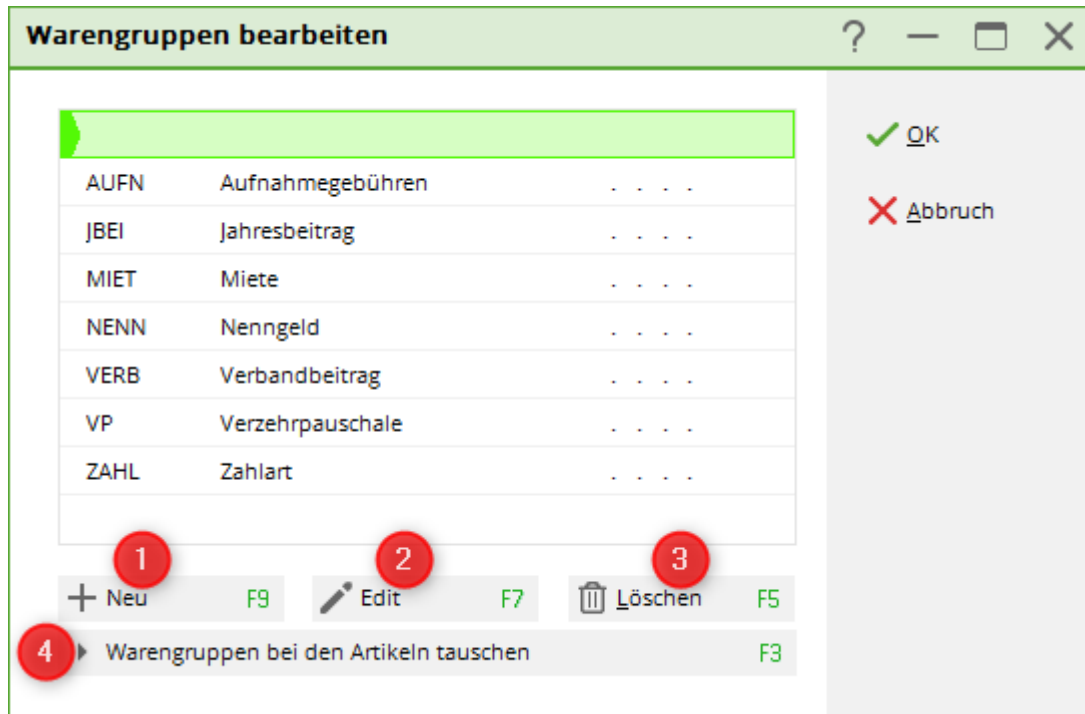 Warengruppen bearbeiten ?
OK
AUFN Aufnahmegebühren . . . .
Abbruch
JBEI Jahresbeitrag . . . .
MIET Miete . . . .
NENN Nenngeld . . . .
VERB Verbandbeitrag . . . .
VP Verzehrpauschale . . . .
ZAHL Zahlart . . . .
1 2 3
Neu F9 Edit F7 Löschen F5
4 Warengruppen bei den Artikeln tauschen F3